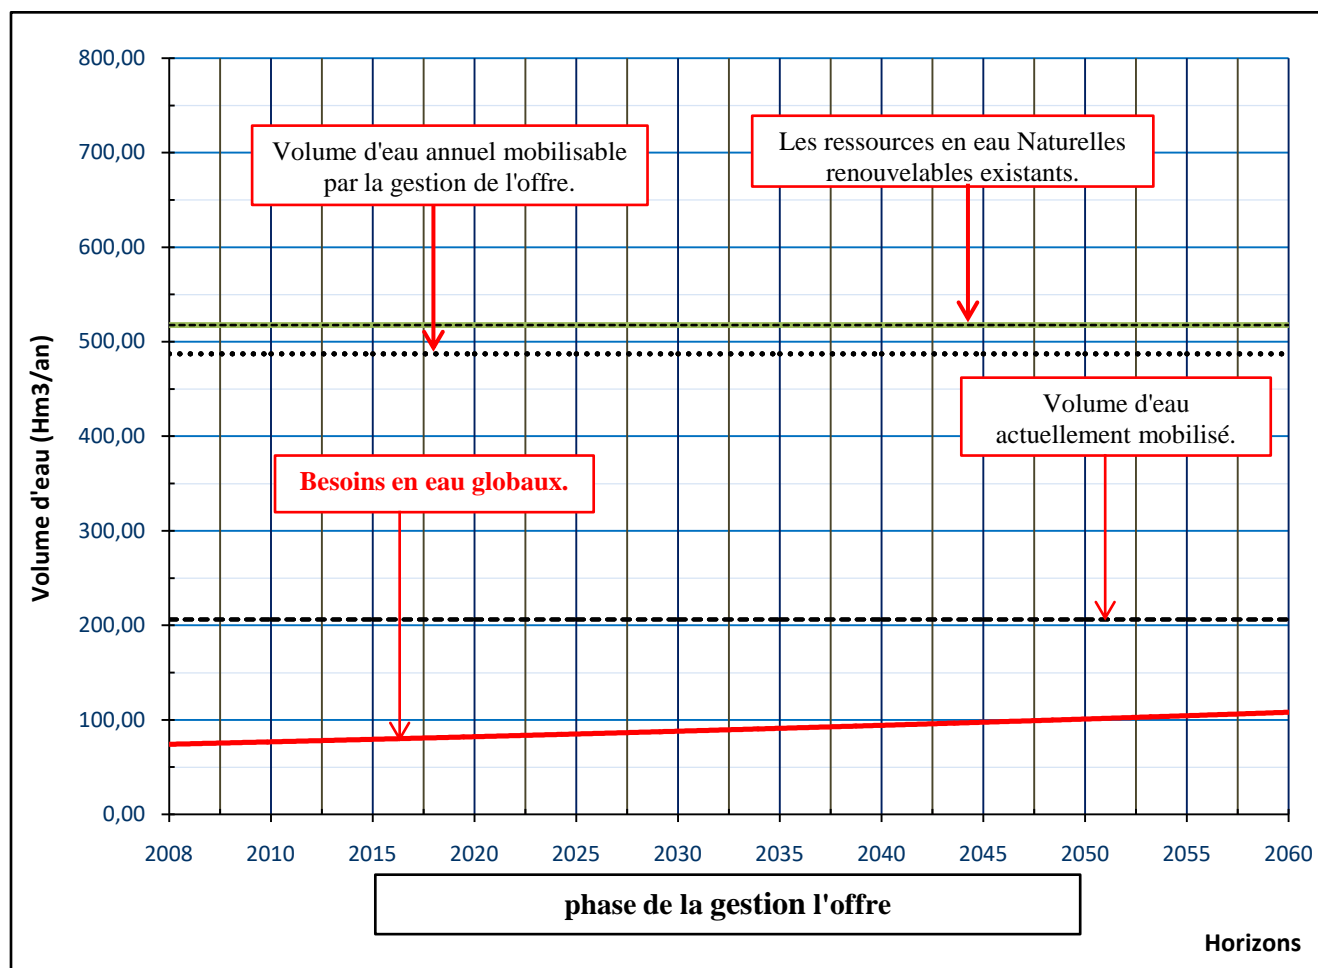 800,00
700,00
600,00
500,00
400,00
300,00
200,00
100,00
0,00
Volume d'eau (Hm3/an)
Volume d'eau annuel mobilisable
par la gestion de l'offre.
Les ressources en eau Naturelles
renouvelables existants.
Volume d'eau
actuellement mobilisé.
Besoins en eau globaux.
2008 2010 2015 2020 2025 2030 2035 2040 2045 2050 2055 2060
phase de la gestion l'offre
Horizons